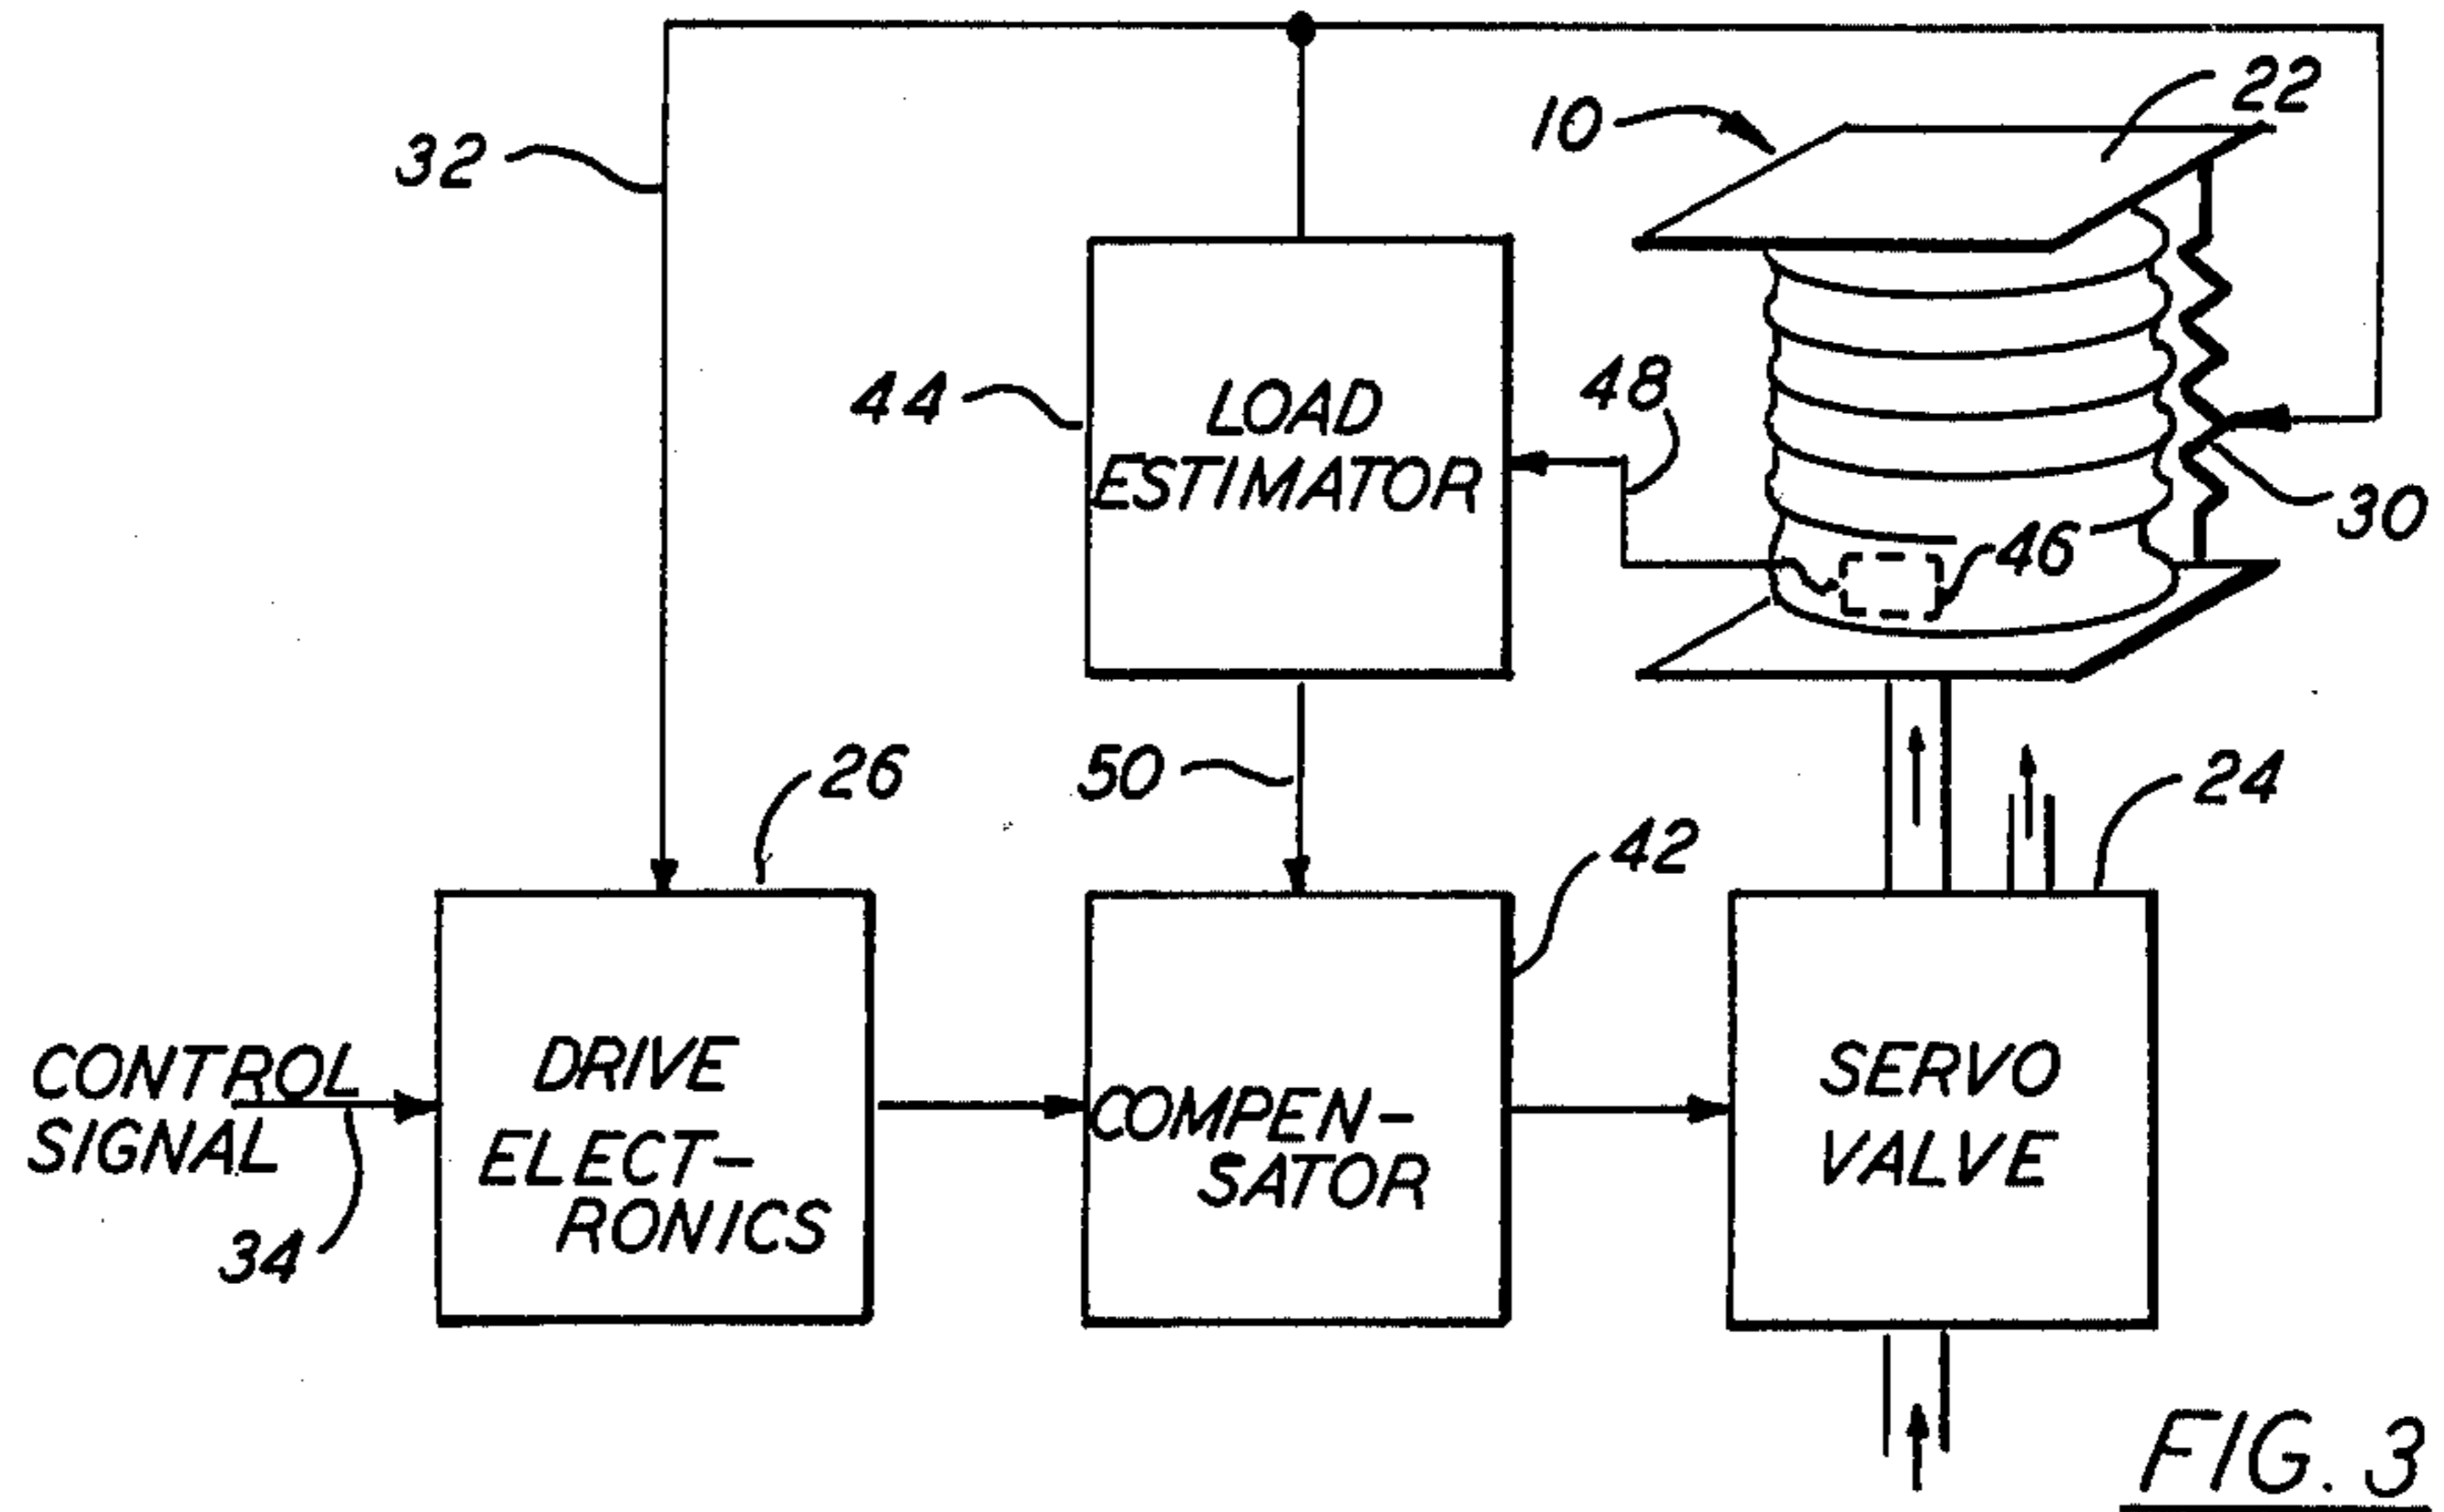 22
10
32
44
LOAD
ESTIMATOR
48
30
46
50
26
24
42
CONTROL
SIGNAL
34
DRIVE
ELECT-
RONICS
COMPEN-
SATOR
SERVO
VALVE
FIG. 3